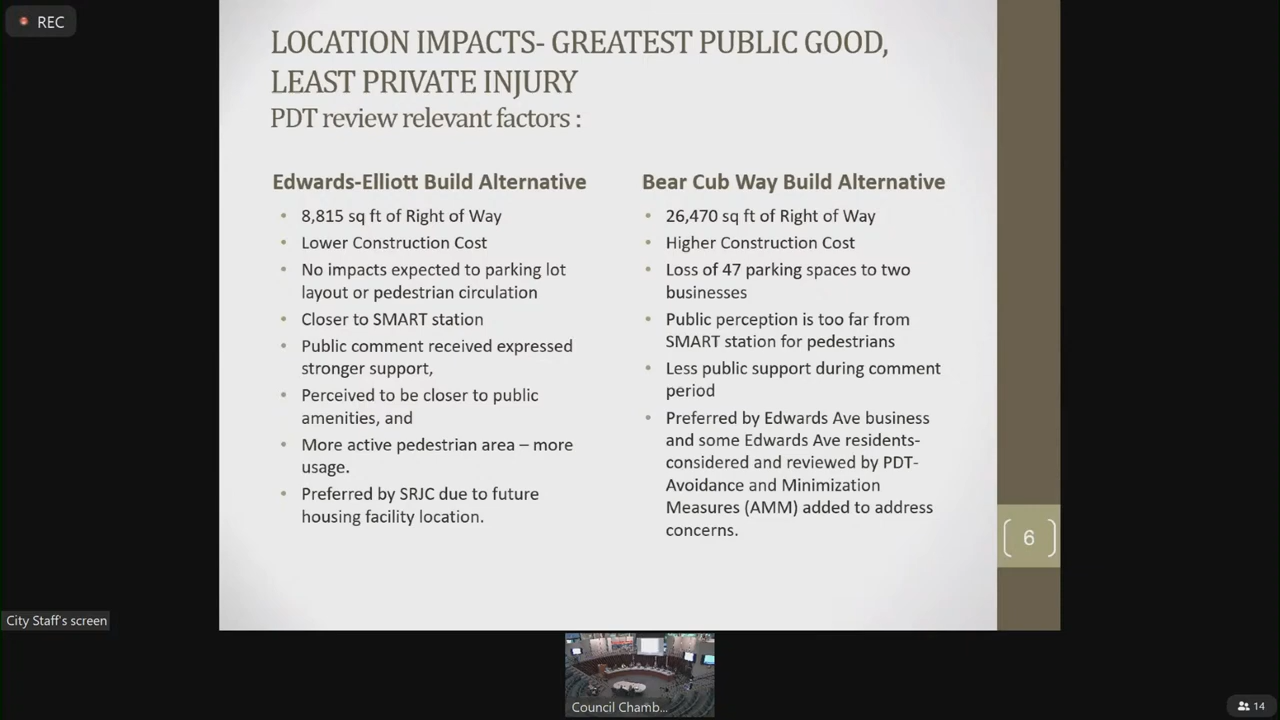 REC
LOCATION IMPACTS- GREATEST PUBLIC GOOD,
LEAST PRIVATE INJURY
PDT review relevant factors :
Edwards-Elliott Build Alternative
• 8,815 sq ft of Right of Way
• Lower Construction Cost
• No impacts expected to parking lot
layout or pedestrian circulation
• Closer to SMART station
• Public comment received expressed
stronger support,
• Perceived to be closer to public
amenities, and
• More active pedestrian area – more
usage.
• Preferred by SRJC due to future
housing facility location.
Bear Cub Way Build Alternative
• 26,470 sq ft of Right of Way
• Higher Construction Cost
• Loss of 47 parking spaces to two
businesses
• Public perception is too far from
SMART station for pedestrians
• Less public support during comment
period
• Preferred by Edwards Ave business
and some Edwards Ave residents-
considered and reviewed by PDT-
Avoidance and Minimization
Measures (AMM) added to address
concerns.
6
City Staff's screen
Council Chamb...
14